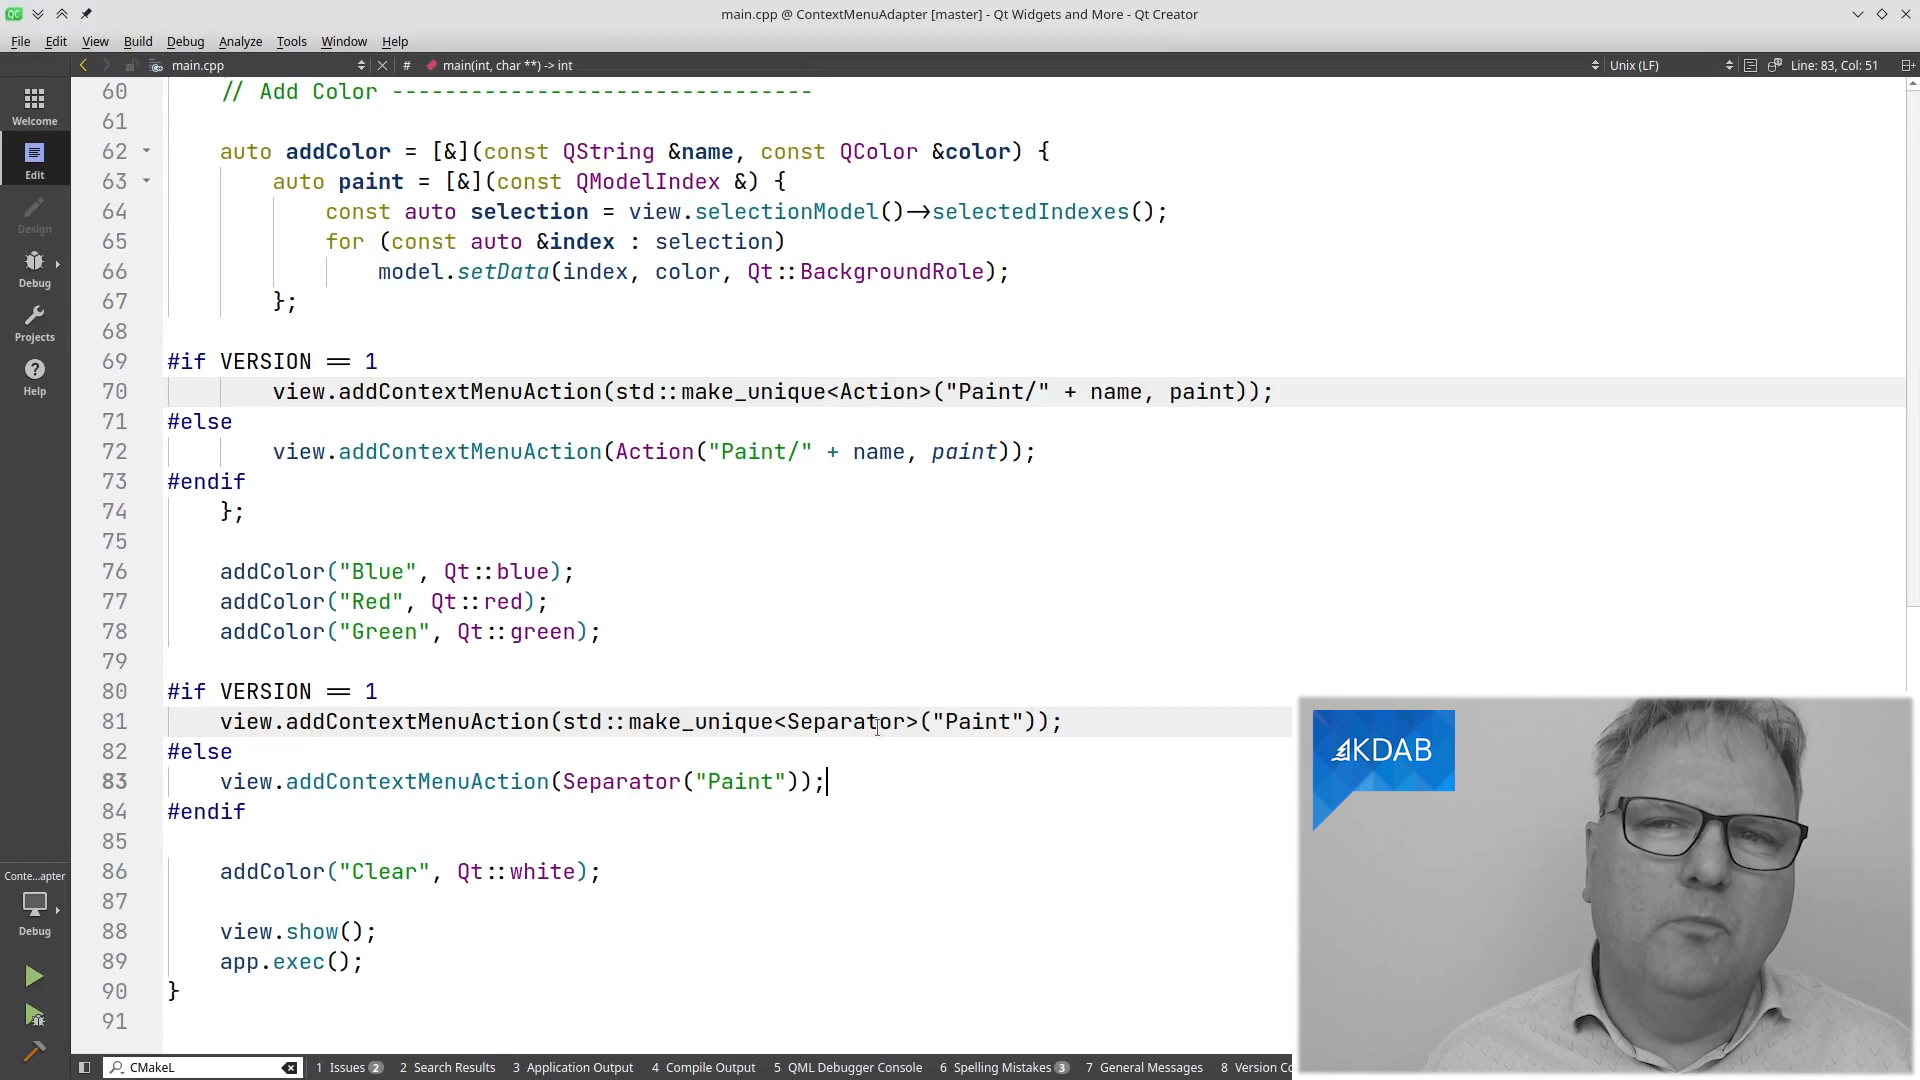 main.cpp @ ContextMenuAdapter [master] - Qt Widgets and More - Qt Creator
File Edit View Build Debug Analyze Tools Window Help
main.cpp # main(int, char **) -> int Unix (LF) Line: 83, Col: 51
Welcome
Edit
Design
Debug
Projects
Help
Conte...apter
Debug
60 // Add Color --------------------------------
61
62 auto addColor = [&](const QString &name, const QColor &color) {
63 auto paint = [&](const QModelIndex &) {
64 const auto selection = view.selectionModel()->selectedIndexes();
65 for (const auto &index : selection)
66 model.setData(index, color, Qt::BackgroundRole);
67 };
68
69 #if VERSION == 1
70 view.addContextMenuAction(std::make_unique<Action>("Paint/" + name, paint));
71 #else
72 view.addContextMenuAction(Action("Paint/" + name, paint));
73 #endif
74 };
75
76 addColor("Blue", Qt::blue);
77 addColor("Red", Qt::red);
78 addColor("Green", Qt::green);
79
80 #if VERSION == 1
81 view.addContextMenuAction(std::make_unique<Separator>("Paint"));
82 #else
83 view.addContextMenuAction(Separator("Paint"));
84 #endif
85
86 addColor("Clear", Qt::white);
87
88 view.show();
89 app.exec();
90 }
91
KDAB
CMakeL 1 Issues 2 2 Search Results 3 Application Output 4 Compile Output 5 QML Debugger Console 6 Spelling Mistakes 3 7 General Messages 8 Version Co